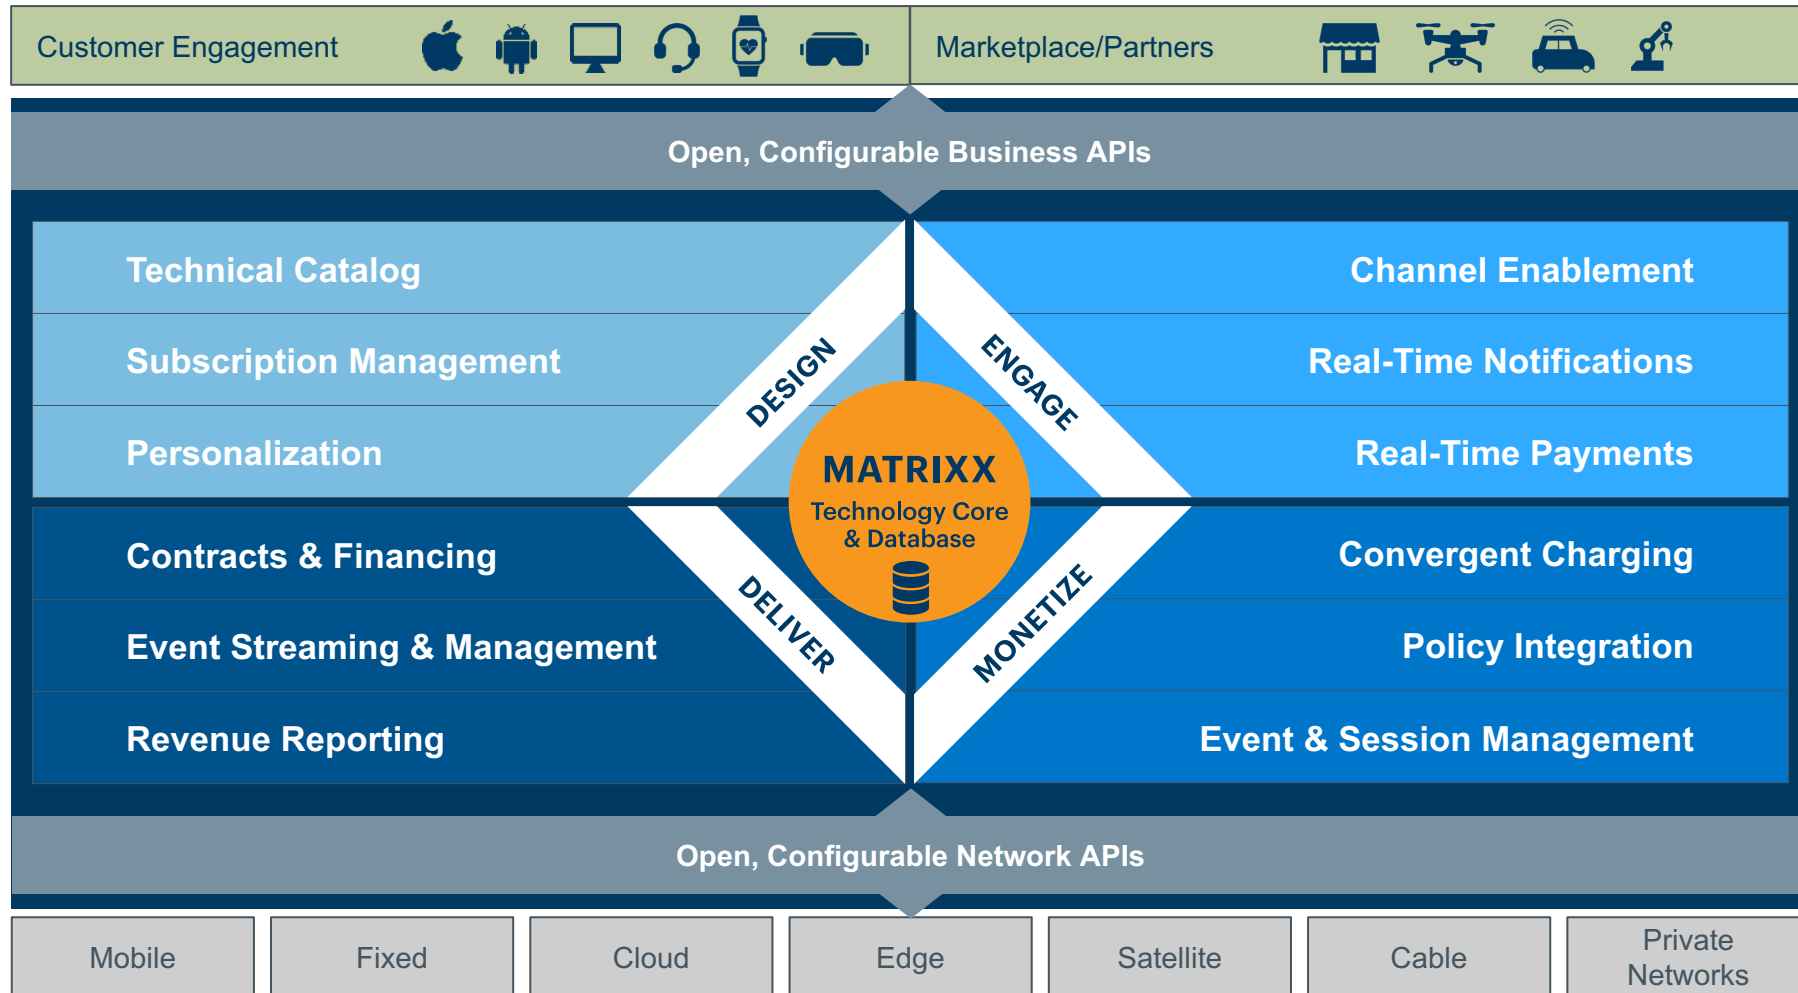 Customer Engagement
Marketplace/Partners
Open, Configurable Business APIs
Technical Catalog
Subscription Management
Personalization
DESIGN
ENGAGE
Channel Enablement
Real-Time Notifications
Real-Time Payments
MATRIXX
Technology Core
& Database
Contracts & Financing
Event Streaming & Management
Revenue Reporting
DELIVER
MONETIZE
Convergent Charging
Policy Integration
Event & Session Management
Open, Configurable Network APIs
Mobile
Fixed
Cloud
Edge
Satellite
Cable
Private
Networks